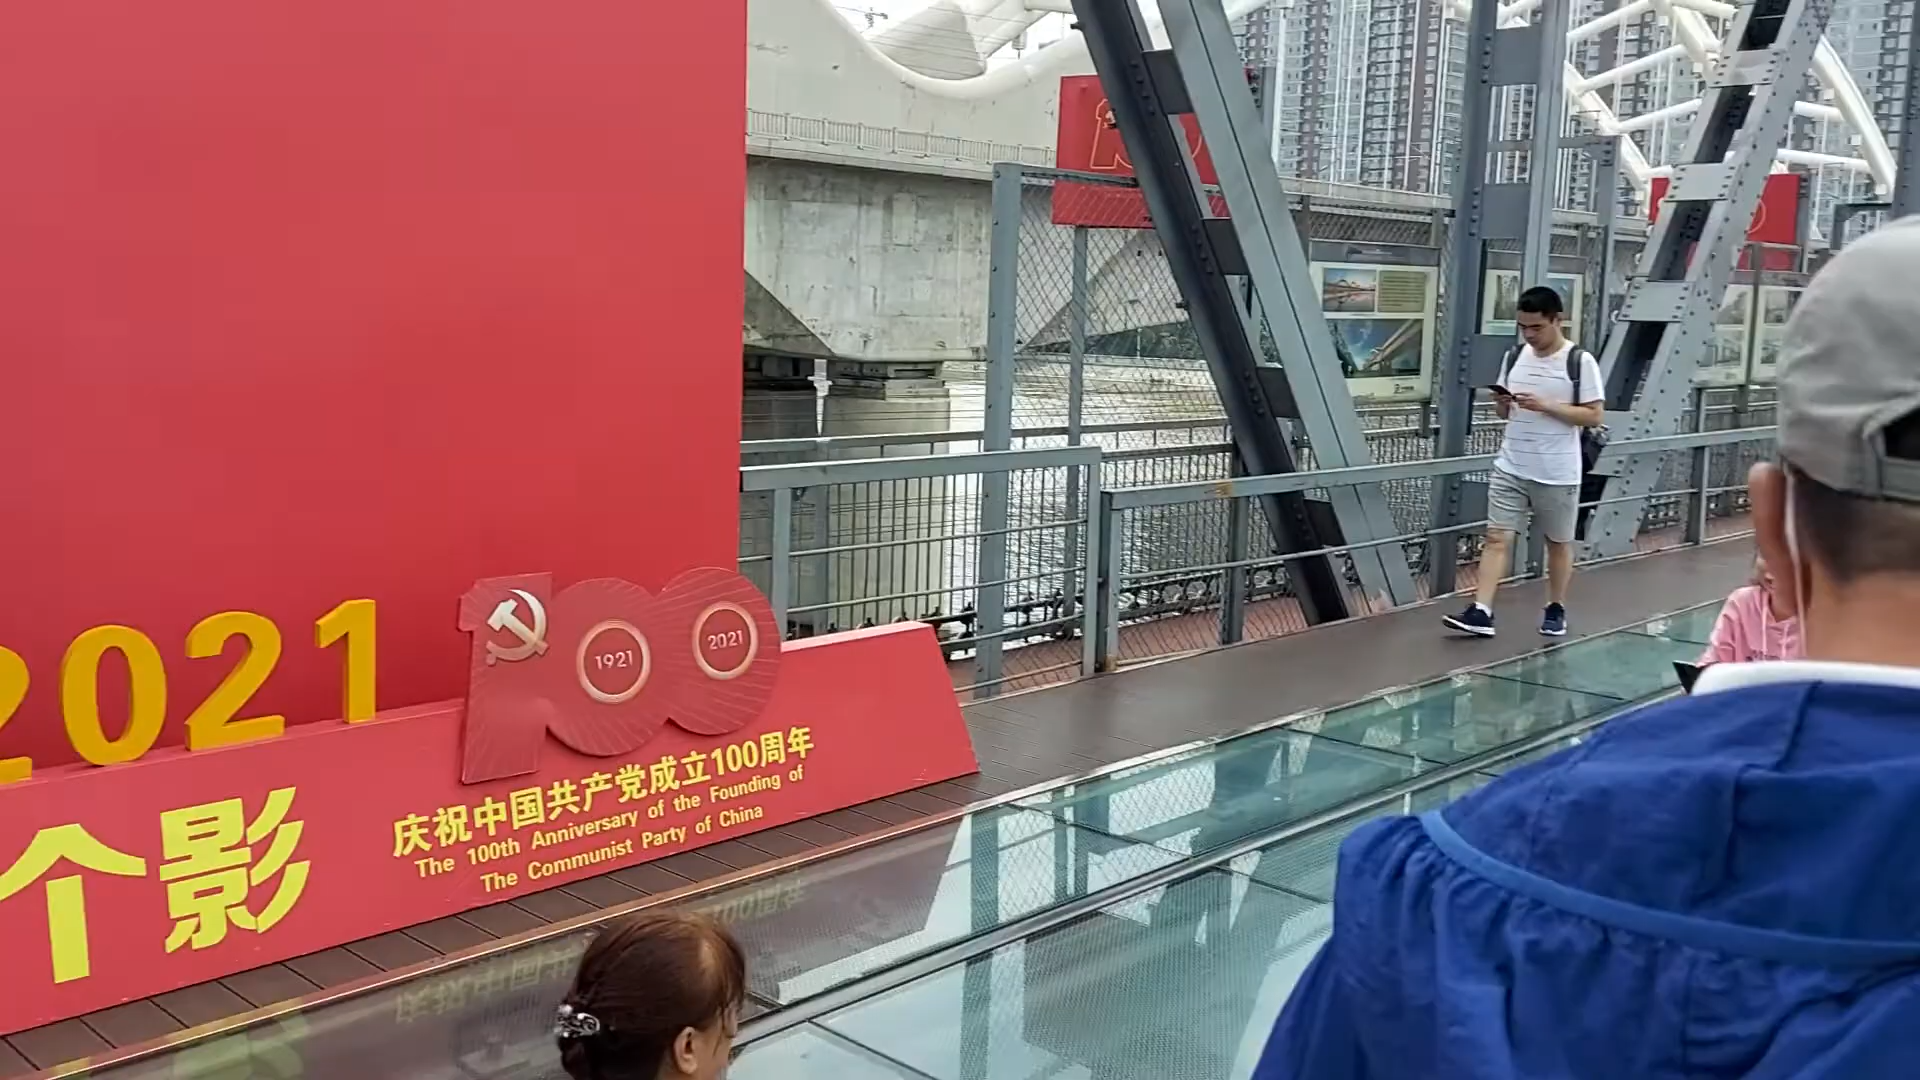 2021
1921
2021
个影
庆祝中国共产党成立100周年
The 100th Anniversary of the Founding of
The Communist Party of China